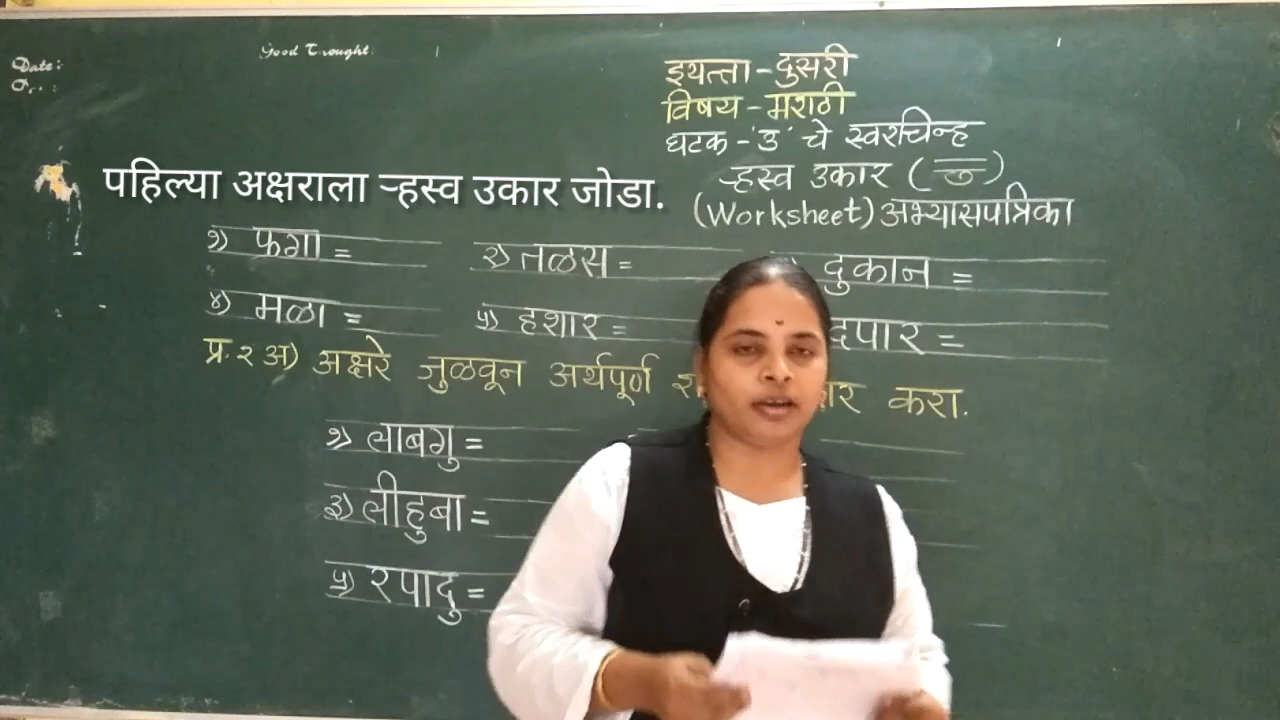 Good Thought.
Date:
इयत्ता - दुसरी
विषय - मराठी
घटक - 'उ' चे स्वरचिन्ह
ऱ्हस्व उकार ( ु )
(Worksheet) अभ्यासपत्रिका
पहिल्या अक्षराला ऱ्हस्व उकार जोडा.
१) फगा = २) तळस = दुकान =
४) मळा = ५) हशार = दपार =
प्र. २ अ) अक्षरे जुळवून अर्थपूर्ण करा.
१) लाबगु =
३) लीहुबा =
५) रपादु =